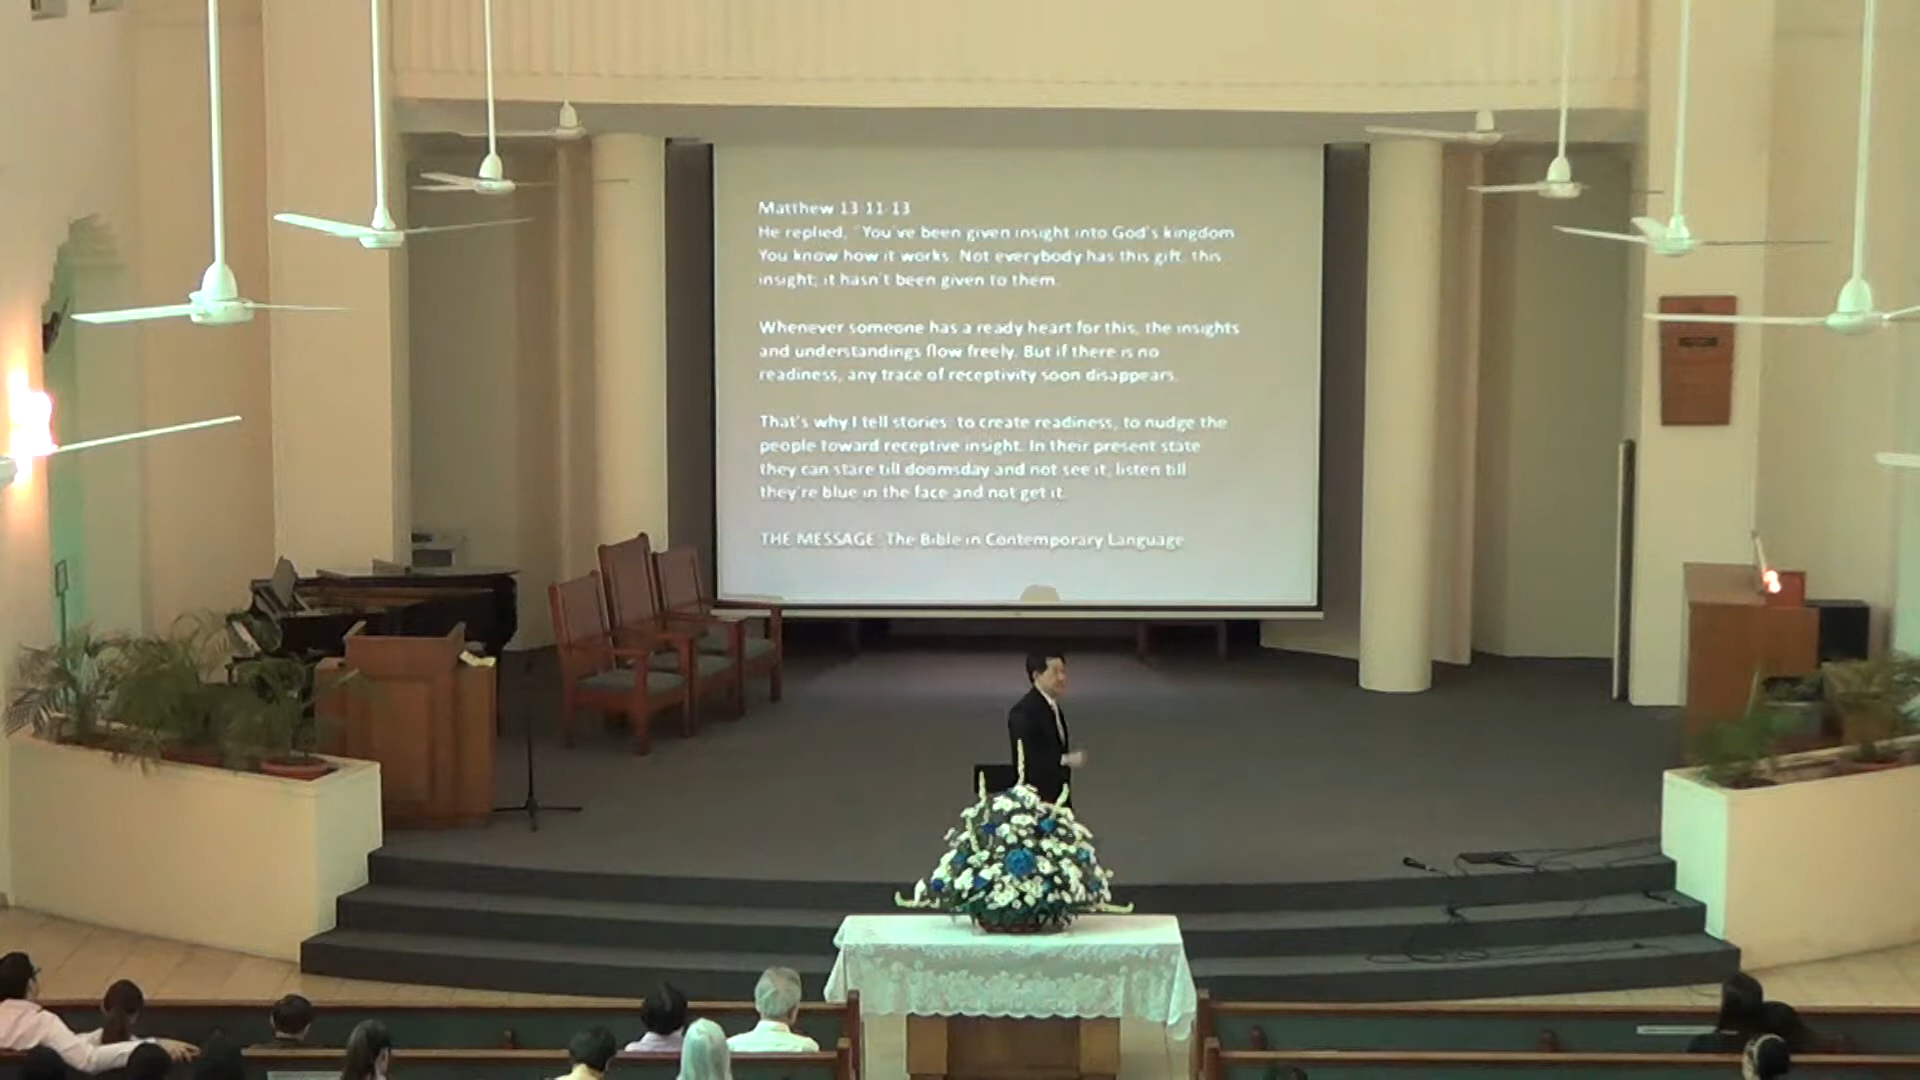 Matthew 13:11-13
He replied, "You've been given insight into God's kingdom.
You know how it works. Not everybody has this gift, this
insight; it hasn't been given to them.
Whenever someone has a ready heart for this, the insights
and understandings flow freely. But if there is no
readiness, any trace of receptivity soon disappears.
That's why I tell stories: to create readiness, to nudge the
people toward receptive insight. In their present state
they can stare till doomsday and not see it, listen till
they're blue in the face and not get it.
THE MESSAGE: The Bible in Contemporary Language